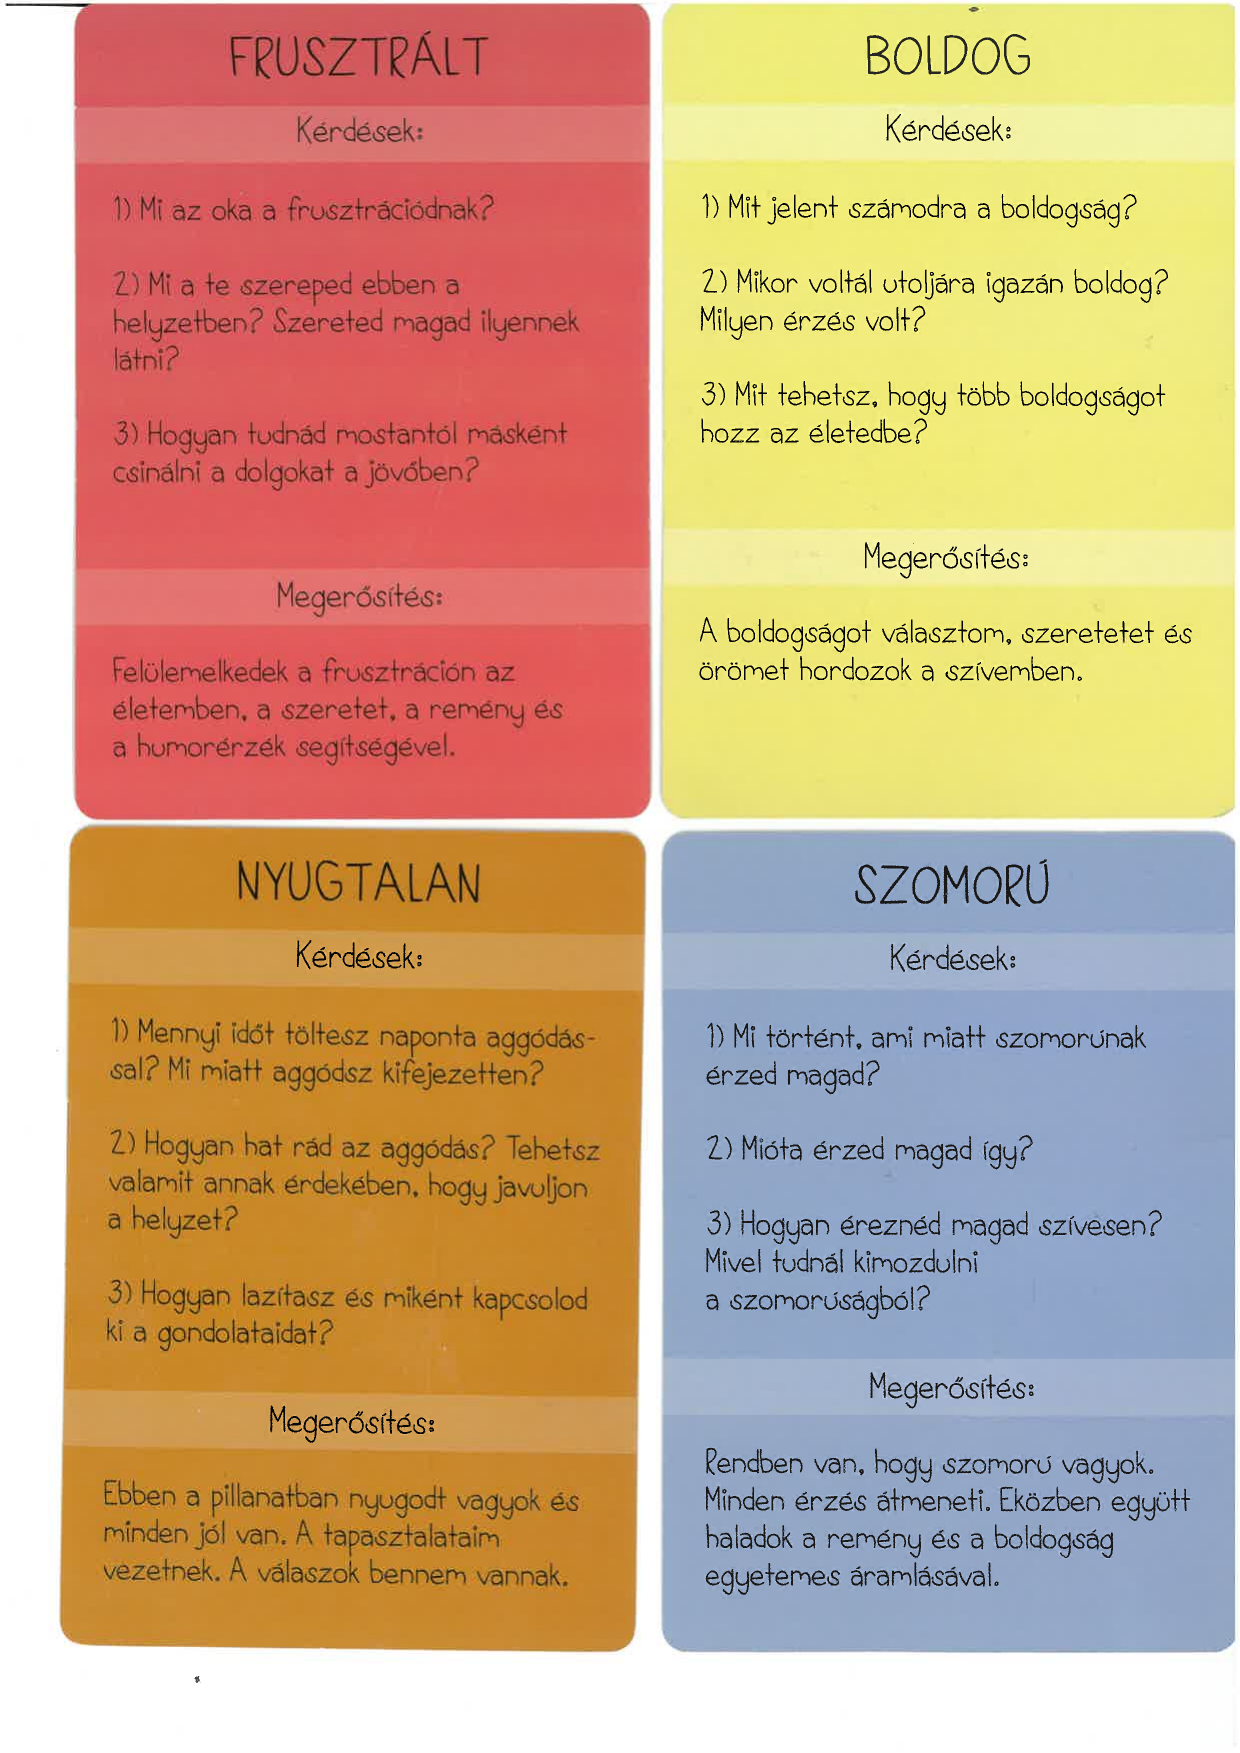 FRUSZTRÁLT
Kérdések:
1) Mi az oka a frusztrációdnak?
2) Mi a te szereped ebben a
helyzetben? Szereted magad ilyennek
látni?
3) Hogyan tudnád mostantól másként
csinálni a dolgokat a jövőben?
Megerősítés:
Felülemelkedek a frusztráción az
életemben, a szeretet, a remény és
a humorérzék segítségével.
BOLDOG
Kérdések:
1) Mit jelent számodra a boldogság?
2) Mikor voltál utoljára igazán boldog?
Milyen érzés volt?
3) Mit tehetsz, hogy több boldogságot
hozz az életedbe?
Megerősítés:
A boldogságot választom, szeretetet és
örömet hordozok a szívemben.
NYUGTALAN
Kérdések:
1) Mennyi időt töltesz naponta aggódás-
sal? Mi miatt aggódsz kifejezetten?
2) Hogyan hat rád az aggódás? Tehetsz
valamit annak érdekében, hogy javuljon
a helyzet?
3) Hogyan lazítasz és miként kapcsolod
ki a gondolataidat?
Megerősítés:
Ebben a pillanatban nyugodt vagyok és
minden jól van. A tapasztalataim
vezetnek. A válaszok bennem vannak.
SZOMORÚ
Kérdések:
1) Mi történt, ami miatt szomorúnak
érzed magad?
2) Mióta érzed magad így?
3) Hogyan éreznéd magad szívesen?
Mivel tudnál kimozdulni
a szomorúságból?
Megerősítés:
Rendben van, hogy szomorú vagyok.
Minden érzés átmeneti. Eközben együtt
haladok a remény és a boldogság
egyetemes áramlásával.